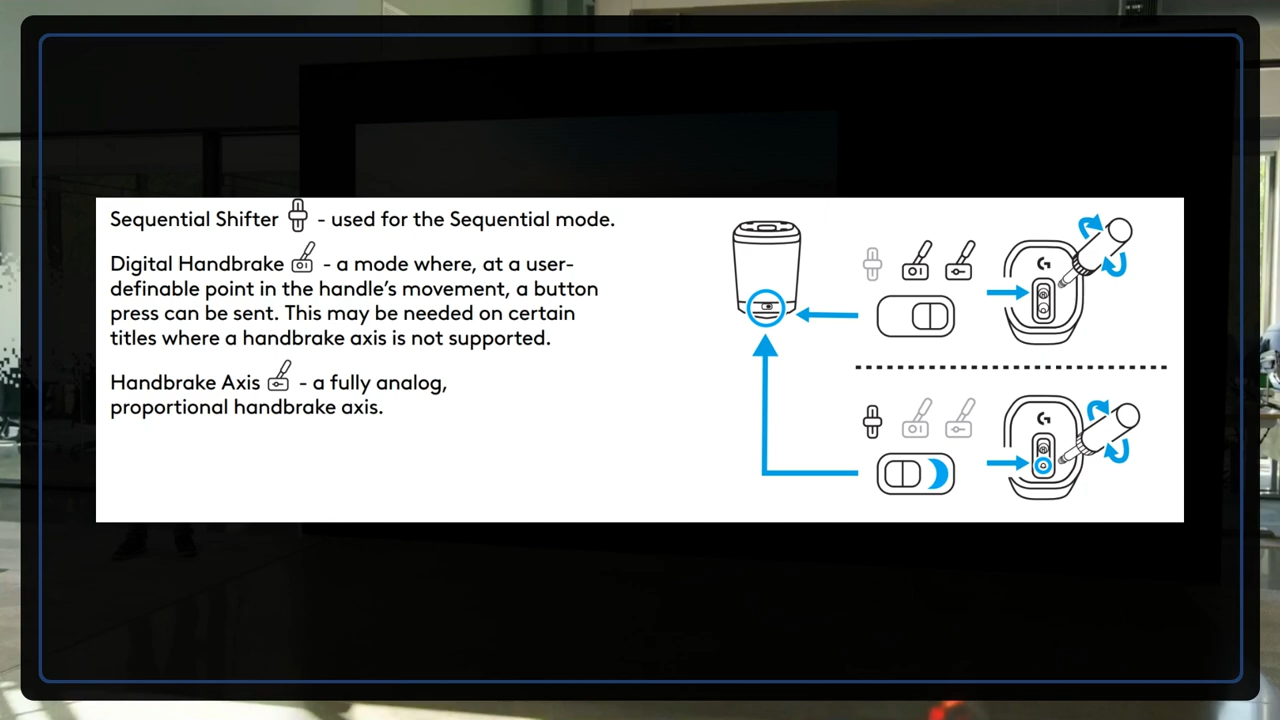 Sequential Shifter - used for the Sequential mode.
Digital Handbrake - a mode where, at a user-
definable point in the handle's movement, a button
press can be sent. This may be needed on certain
titles where a handbrake axis is not supported.
Handbrake Axis - a fully analog,
proportional handbrake axis.